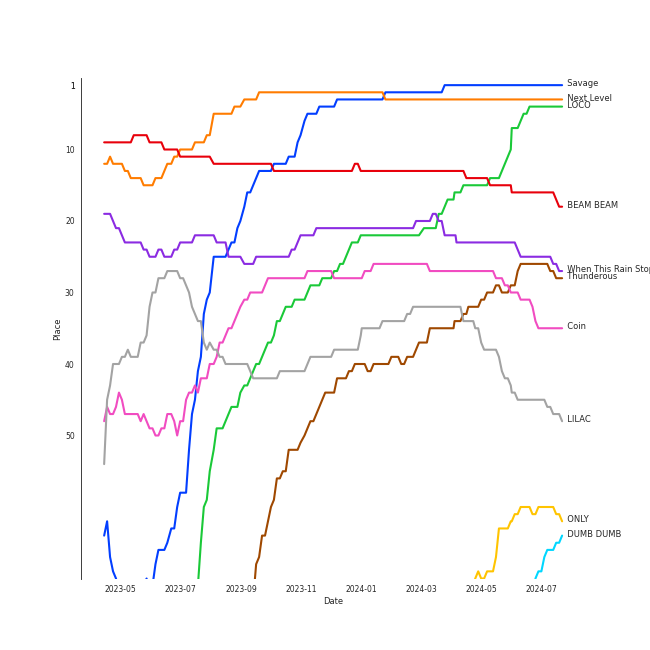 1
10
20
30
40
50
Place
2023-05
2023-07
2023-09
2023-11
2024-01
2024-03
2024-05
2024-07
Date
Savage
Next Level
LOCO
BEAM BEAM
When This Rain Stop
Thunderous
Coin
LILAC
ONLY
DUMB DUMB